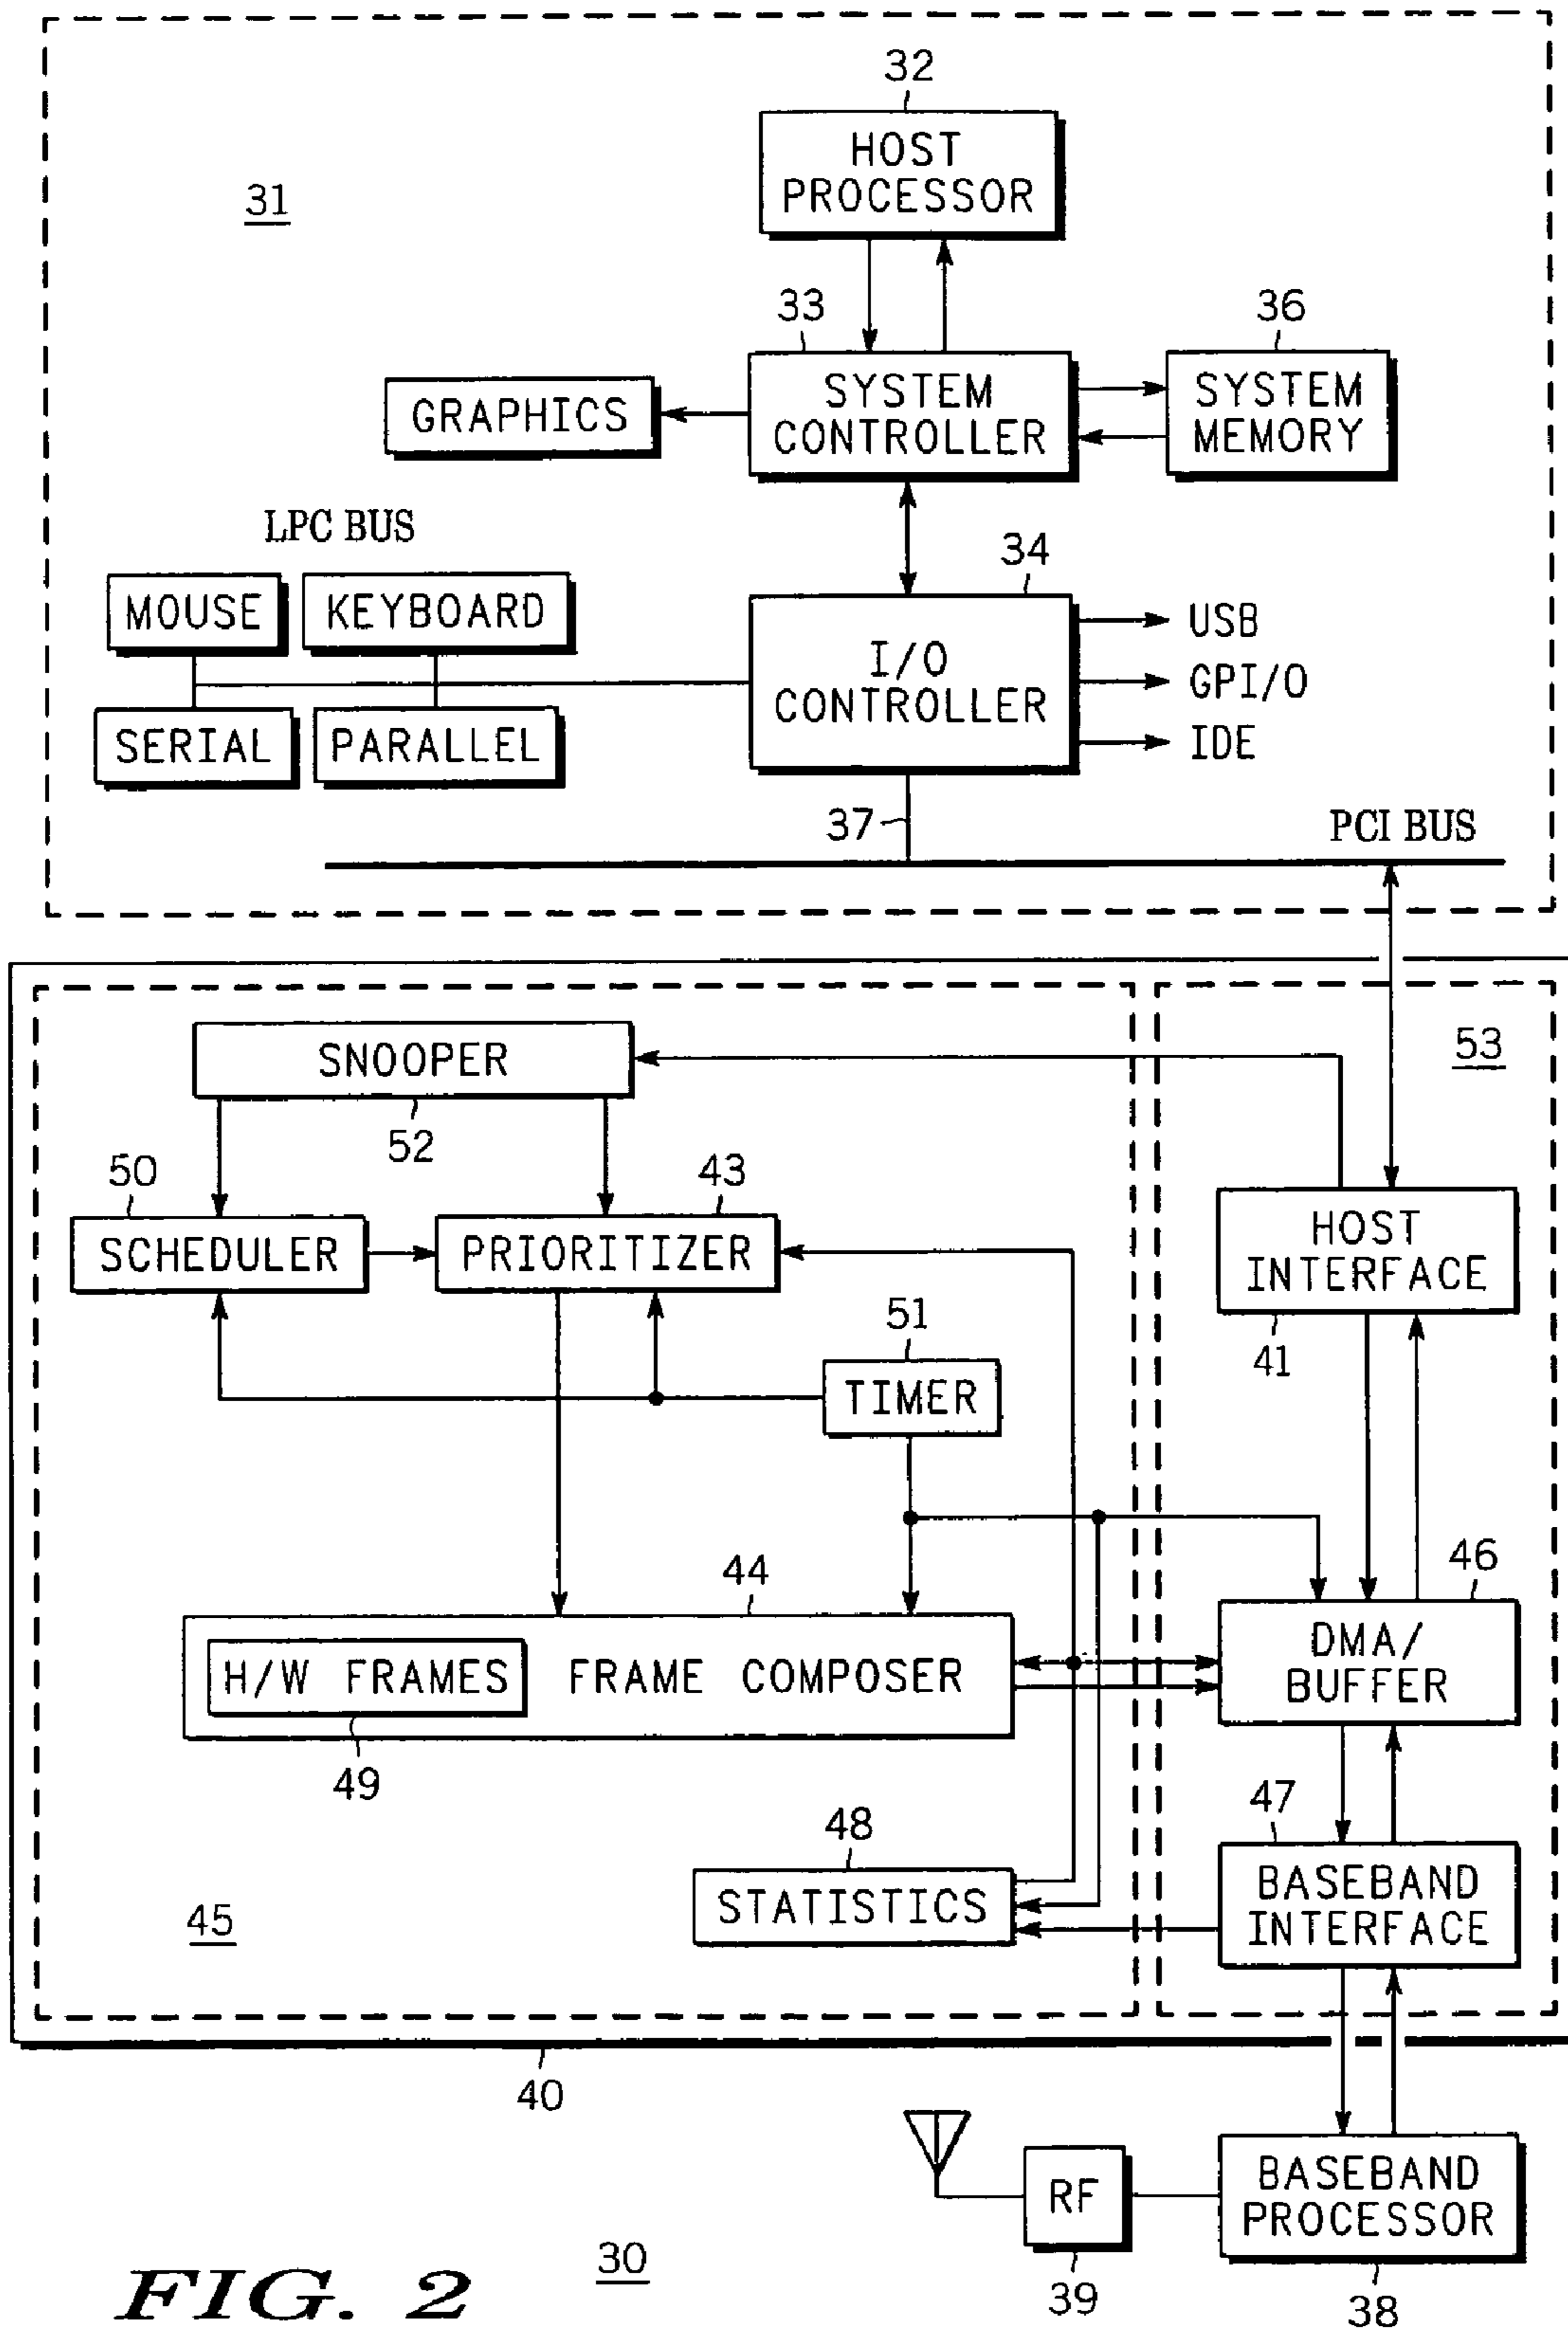 32
HOST
PROCESSOR
31
33
36
GRAPHICS
SYSTEM
CONTROLLER
SYSTEM
MEMORY
LPC BUS
34
MOUSE
KEYBOARD
I/O
CONTROLLER
USB
GPI/O
IDE
SERIAL
PARALLEL
37
PCI BUS
SNOOPER
53
52
50
43
SCHEDULER
PRIORITIZER
HOST
INTERFACE
51
41
TIMER
44
46
H/W FRAMES
FRAME COMPOSER
DMA/
BUFFER
49
47
48
STATISTICS
BASEBAND
INTERFACE
45
40
RF
BASEBAND
PROCESSOR
30
39
38
FIG. 2